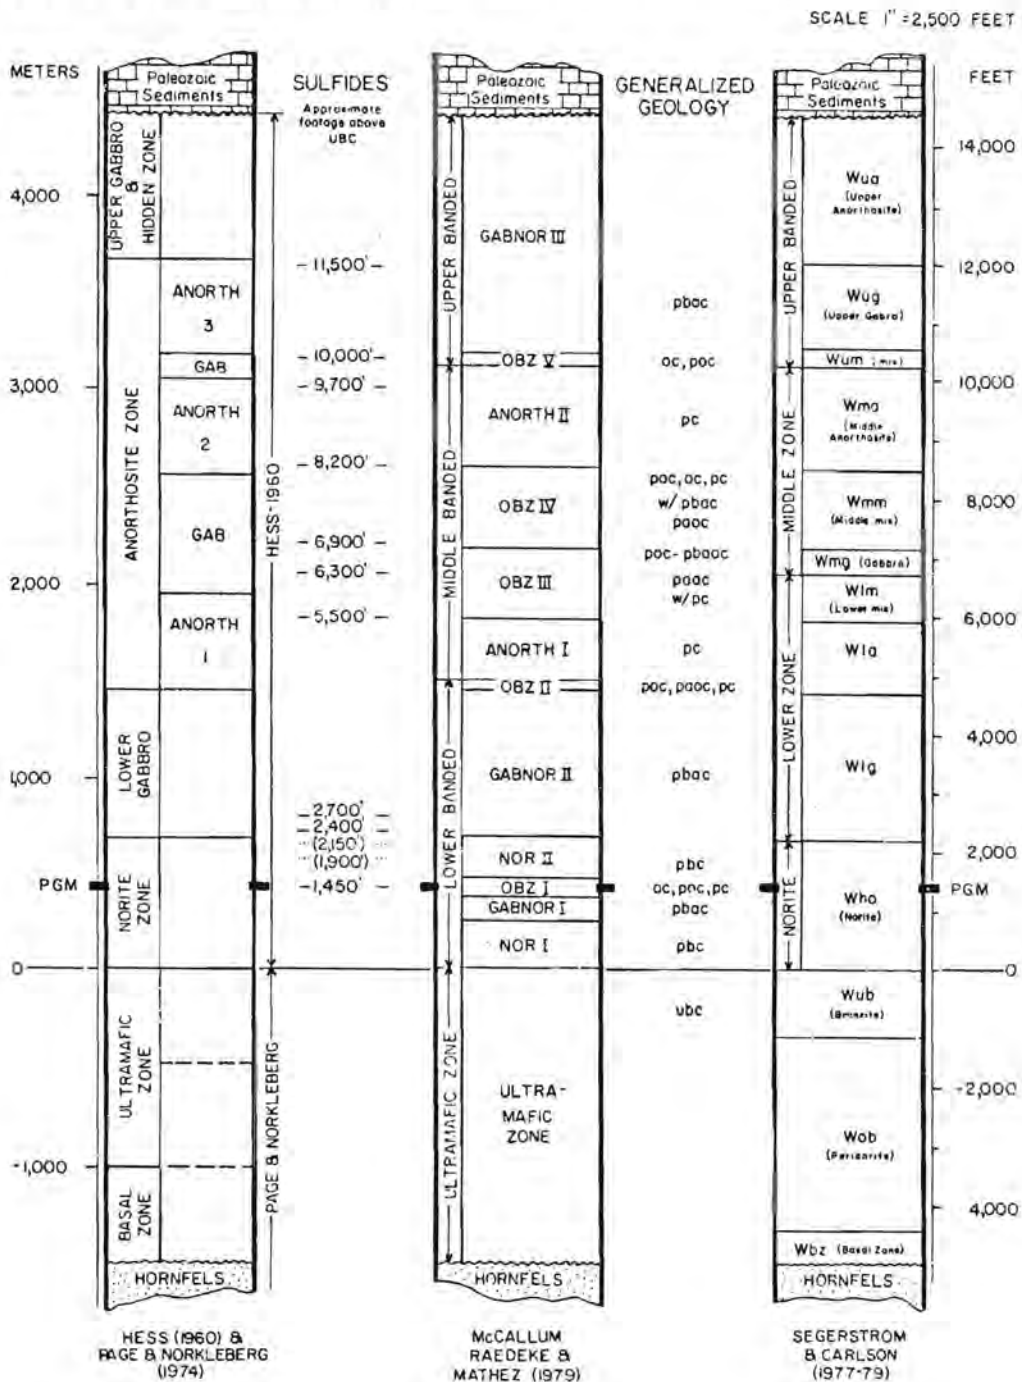 SCALE 1" = 2,500 FEET
METERS
4,000
3,000
2,000
1,000
PGM
0
-1,000
Paleozoic
Sediments
UPPER GABBRO
&
HIDDEN ZONE
ANORTHOSITE ZONE
LOWER
GABBRO
NORITE
ZONE
ULTRAMAFIC
ZONE
BASAL
ZONE
ANORTH
3
GAB
ANORTH
2
GAB
ANORTH
1
HORNFELS
HESS-1960
PAGE & NORKLEBERG
HESS (1960) &
PAGE & NORKLEBERG
(1974)
SULFIDES
Approximate
footage above
UBC
- 11,500' -
- 10,000' -
- 9,700' -
- 8,200' -
- 6,900' -
- 6,300' -
- 5,500' -
- 2,700' -
- 2,400' -
(2,150')
(1,900')
-1,450' -
Paleozoic
Sediments
UPPER BANDED
MIDDLE BANDED
LOWER BANDED
ULTRAMAFIC ZONE
GABNOR III
OBZ V
ANORTH II
OBZ IV
OBZ III
ANORTH I
OBZ II
GABNOR II
NOR II
OBZ I
GABNOR I
NOR I
ULTRA-
MAFIC
ZONE
HORNFELS
McCALLUM
RAEDEKE &
MATHEZ (1979)
GENERALIZED
GEOLOGY
pbac
oc, poc
pc
poc, oc, pc
w/ pbac
paoc
poc- pbaoc
paac
w/pc
pc
poc, paoc, pc
pbac
pbc
oc, poc, pc
pbac
pbc
ubc
Paleozoic
Sediments
UPPER BANDED
MIDDLE ZONE
LOWER ZONE
NORITE
Wua
(Upper
Anorthosite)
Wug
(Upper Gabro)
Wum (mix)
Wma
(Middle
Anorthosite)
Wmm
(Middle mix)
Wmg (Gabbro)
Wlm
(Lower mix)
Wla
Wlg
Who
(Norite)
Wub
Wob
Wbz (Basal Zone)
HORNFELS
SEGERSTROM
& CARLSON
(1977-79)
FEET
14,000
12,000
10,000
8,000
6,000
4,000
2,000
PGM
0
-2,000
4,000